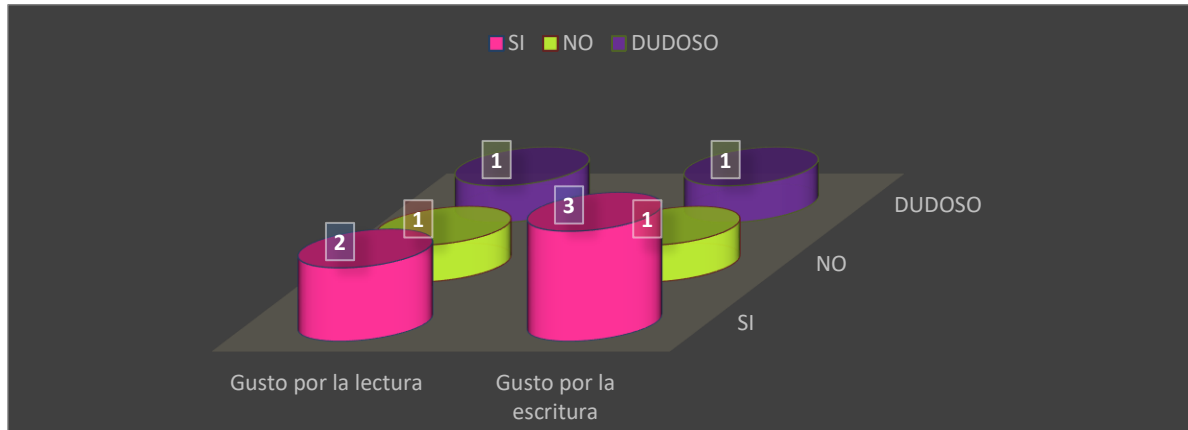 SI NO DUDOSO
1 1
DUDOSO
3
1 1
2
NO
SI
Gusto por la lectura Gusto por la
escritura